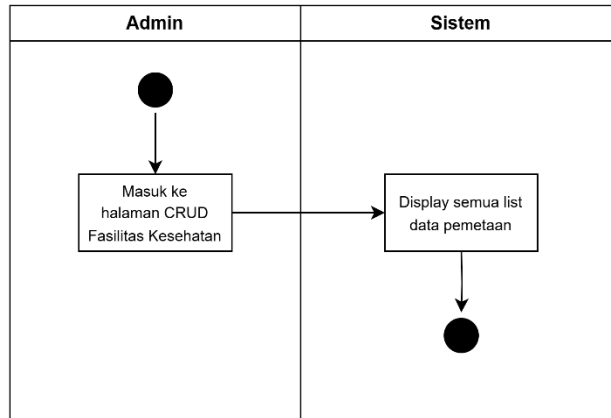 Admin
Sistem
Masuk ke
halaman CRUD
Fasilitas Kesehatan
Display semua list
data pemetaan